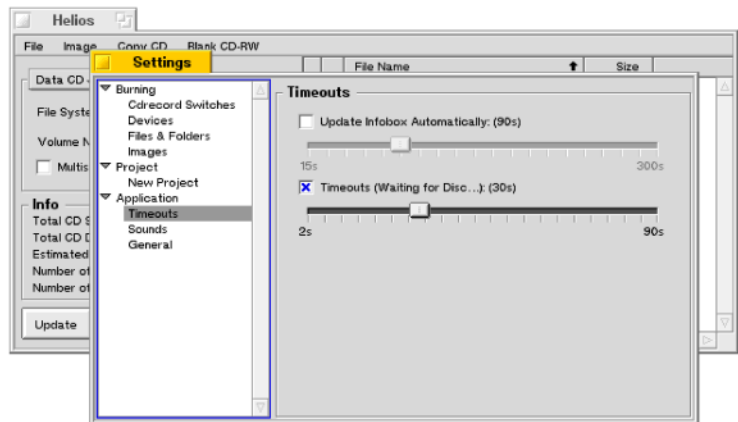 Helios
File Image Copy CD Blank CD-RW
Settings
File Name Size
Data CD
File Syste
Volume N
Multis
Info
Total CD S
Total CD D
Estimated
Number of
Number of
Update
Burning
Cdrecord Switches
Devices
Files & Folders
Images
Project
New Project
Application
Timeouts
Sounds
General
Timeouts
Update Infobox Automatically: (90s)
15s 300s
Timeouts (Waiting for Disc...): (30s)
2s 90s